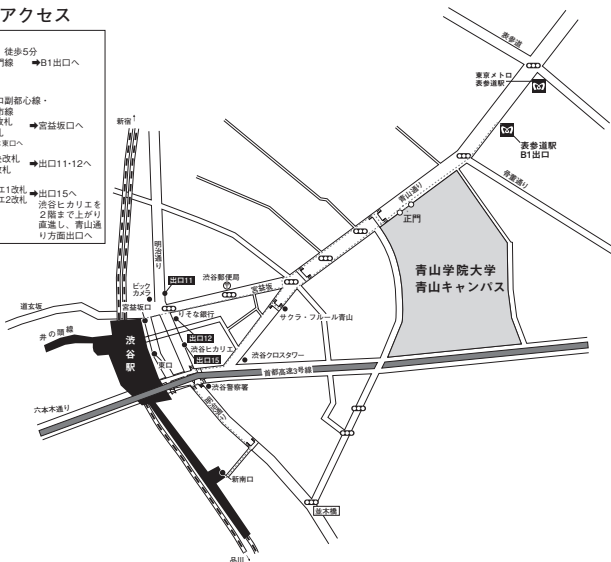 アクセス
徒歩5分
門線 ➡B1出口へ
副都心線・
市線
改札
札 ➡宮益坂口へ
東口へ
改札 ➡出口11・12へ
改札
エ1改札 ➡出口15へ
エ2改札 渋谷ヒカリエを
2階まで上がり
直進し、青山通
り方面出口へ
表参道
東京メトロ
表参道駅
表参道駅
B1出口
骨董通り
新宿↑
青山通り
正門
青山学院大学
青山キャンパス
明治通り
出口11
渋谷郵便局
宮益坂
ビック
カメラ
宮益坂口
りそな銀行
サクラ・フルール青山
道玄坂
井の頭線
渋谷駅
出口12
渋谷ヒカリエ
出口15
東口
渋谷クロスタワー
首都高速3号線
渋谷警察署
六本木通り
新南口
並木橋
品川